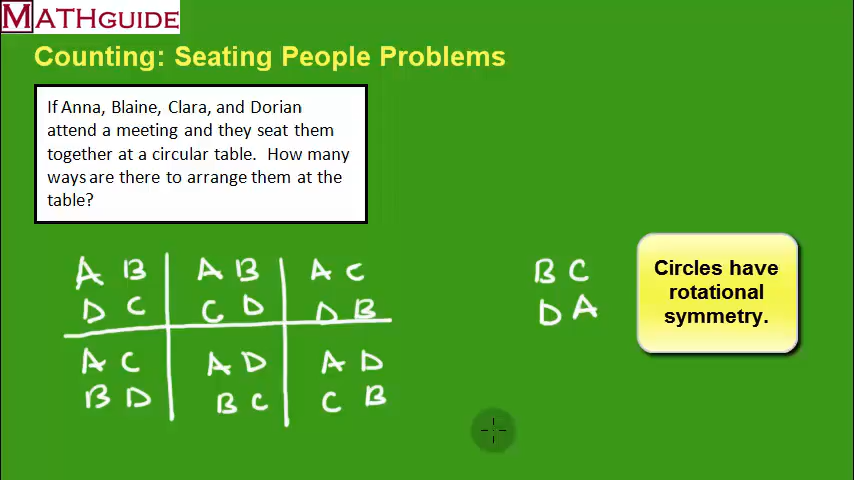 MATHGUIDE
Counting: Seating People Problems
If Anna, Blaine, Clara, and Dorian
attend a meeting and they seat them
together at a circular table. How many
ways are there to arrange them at the
table?
A B A B A C
D C C D D B
A C A D A D
B D B C C B
B C
D A
Circles have
rotational
symmetry.